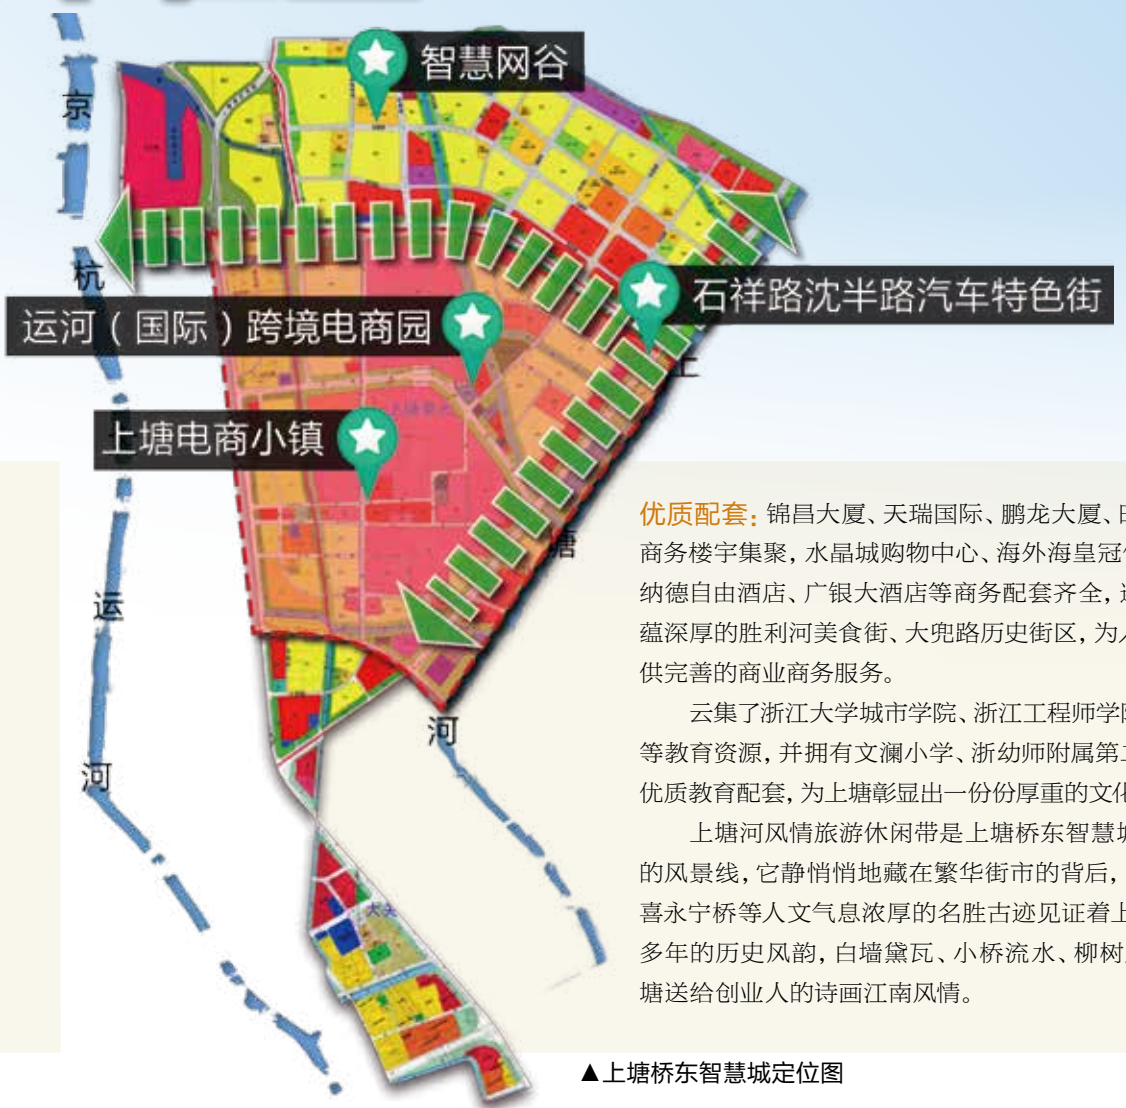 智慧网谷
京
杭
运
河
石祥路沈半路汽车特色街
运河（国际）跨境电商园
上塘电商小镇
上
塘
河
大关
优质配套：锦昌大厦、天瑞国际、鹏龙大厦、
商务楼宇集聚，水晶城购物中心、海外海皇冠
纳德自由酒店、广银大酒店等商务配套齐全，
蕴深厚的胜利河美食街、大兜路历史街区，为
供完善的商业商务服务。
云集了浙江大学城市学院、浙江工程师学院
等教育资源，并拥有文澜小学、浙幼师附属第
优质教育配套，为上塘彰显出一份份厚重的文化
上塘河风情旅游休闲带是上塘桥东智慧城
的风景线，它静悄悄地藏在繁华街市的背后，
喜永宁桥等人文气息浓厚的名胜古迹见证着上
多年的历史风韵，白墙黛瓦、小桥流水、柳树
塘送给创业人的诗画江南风情。
▲上塘桥东智慧城定位图